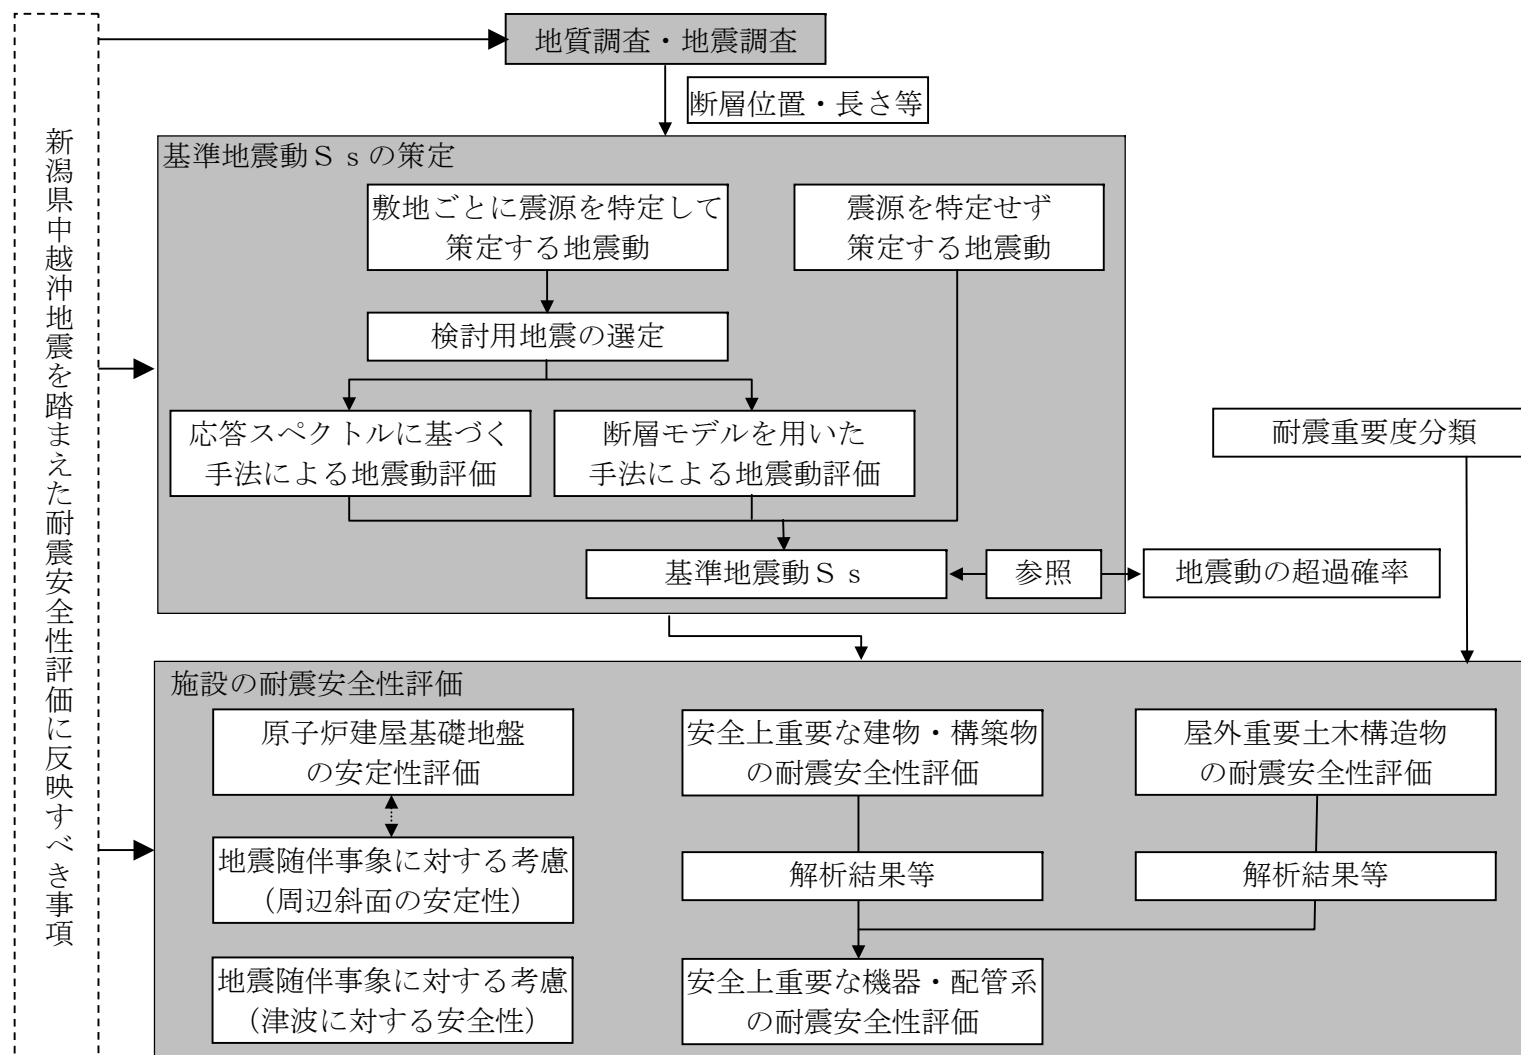 新潟県中越沖地震を踏まえた耐震安全性評価に反映すべき事項
地質調査・地震調査
断層位置・長さ等
基準地震動Ｓｓの策定
敷地ごとに震源を特定して
策定する地震動
震源を特定せず
策定する地震動
検討用地震の選定
応答スペクトルに基づく
手法による地震動評価
断層モデルを用いた
手法による地震動評価
耐震重要度分類
基準地震動Ｓｓ
参照
地震動の超過確率
施設の耐震安全性評価
原子炉建屋基礎地盤
の安定性評価
安全上重要な建物・構築物
の耐震安全性評価
屋外重要土木構造物
の耐震安全性評価
地震随伴事象に対する考慮
（周辺斜面の安定性）
解析結果等
解析結果等
地震随伴事象に対する考慮
（津波に対する安全性）
安全上重要な機器・配管系
の耐震安全性評価